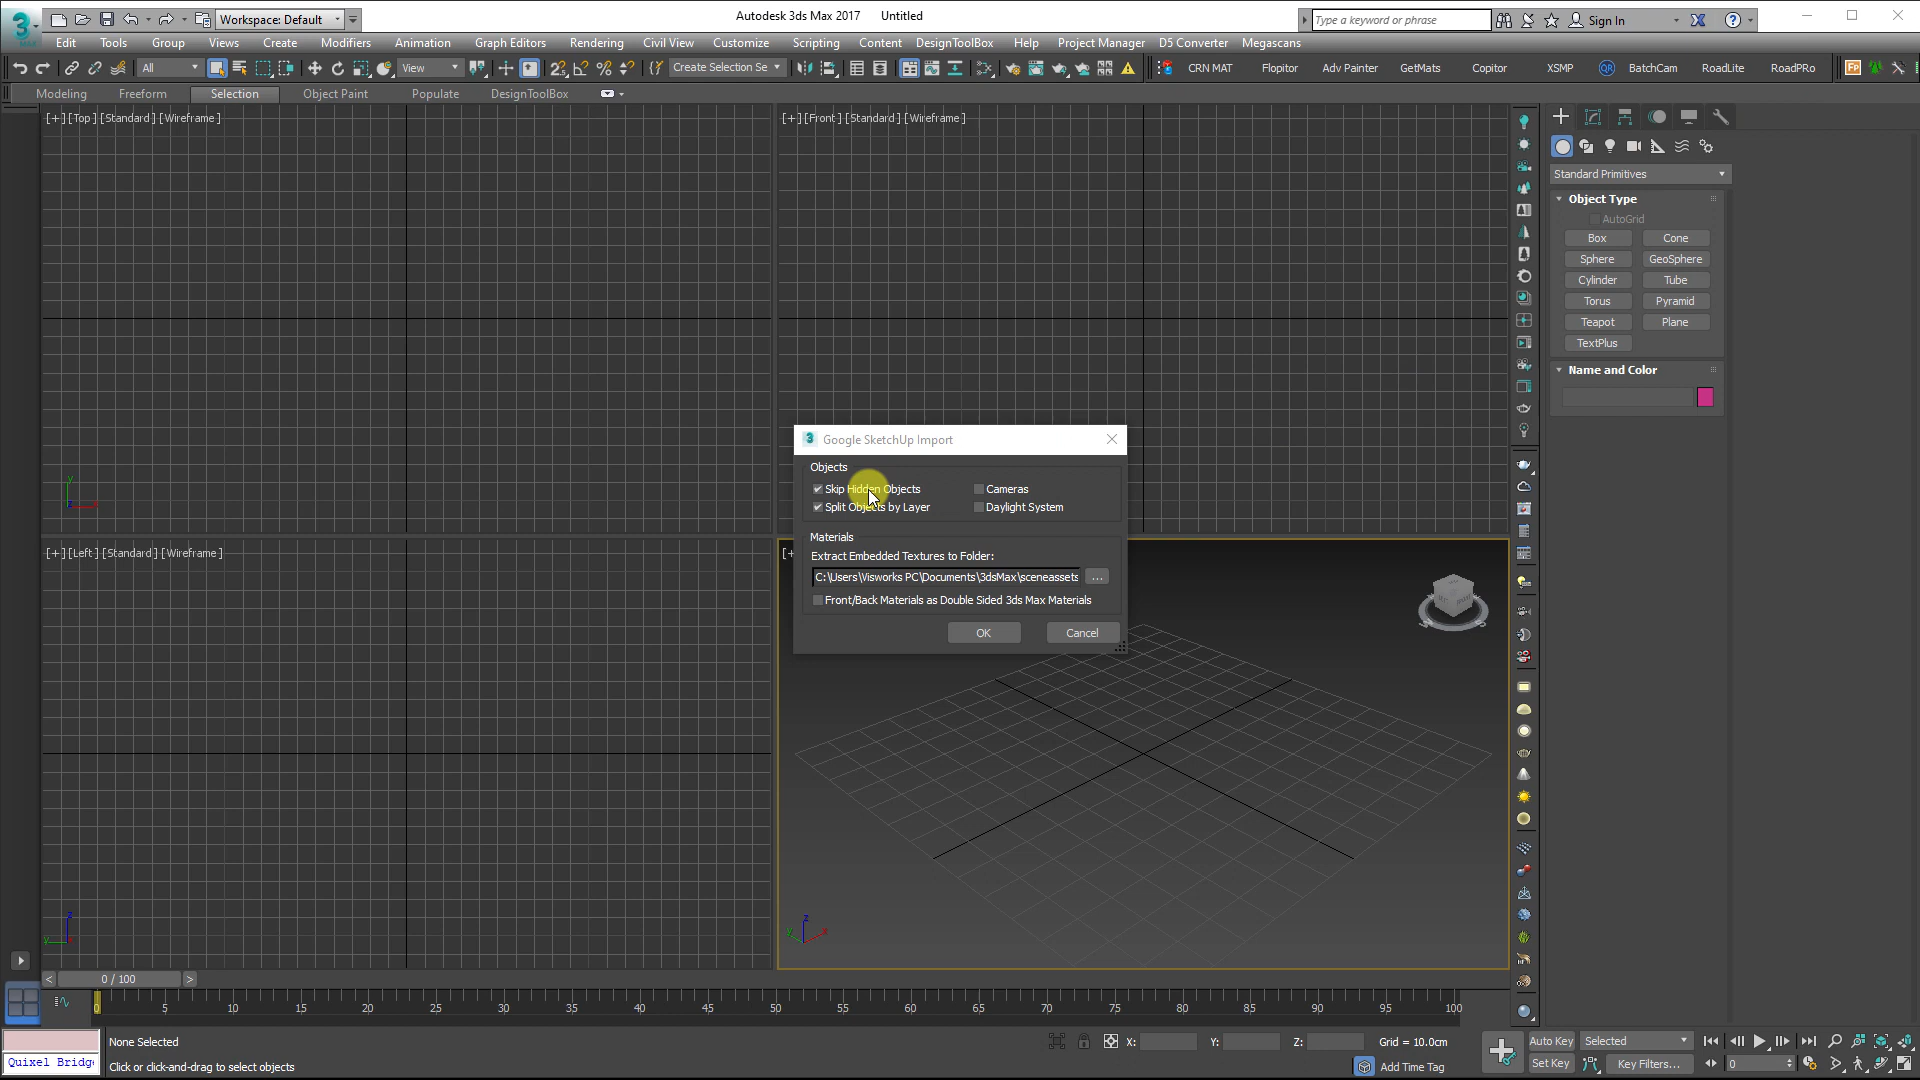 Workspace: Default
Autodesk 3ds Max 2017 Untitled
Type a keyword or phrase
Sign In
Edit Tools Group Views Create Modifiers Animation Graph Editors Rendering Civil View Customize Scripting Content DesignToolBox Help Project Manager D5 Converter Megascans
All
View
Create Selection Se
CRN MAT Flopitor Adv Painter GetMats Copitor XSMP BatchCam RoadLite RoadPRo
Modeling Freeform Selection Object Paint Populate DesignToolBox
[+] [Top ] [Standard ] [Wireframe ]
[+] [Front ] [Standard ] [Wireframe ]
Standard Primitives
Object Type
AutoGrid
Box Cone
Sphere GeoSphere
Cylinder Tube
Torus Pyramid
Teapot Plane
TextPlus
Name and Color
Google SketchUp Import
Objects
Skip Hidden Objects Cameras
Split Objects by Layer Daylight System
Materials
Extract Embedded Textures to Folder:
C:\Users\Visworks PC\Documents\3dsMax\sceneassets
...
Front/Back Materials as Double Sided 3ds Max Materials
OK Cancel
[+] [Left ] [Standard ] [Wireframe ]
[+]
0 / 100
0 5 10 15 20 25 30 35 40 45 50 55 60 65 70 75 80 85 90 95 100
None Selected
X: Y: Z: Grid = 10.0cm
Auto Key Selected
Quixel Bridg
Click or click-and-drag to select objects
Add Time Tag
Set Key Key Filters...
0